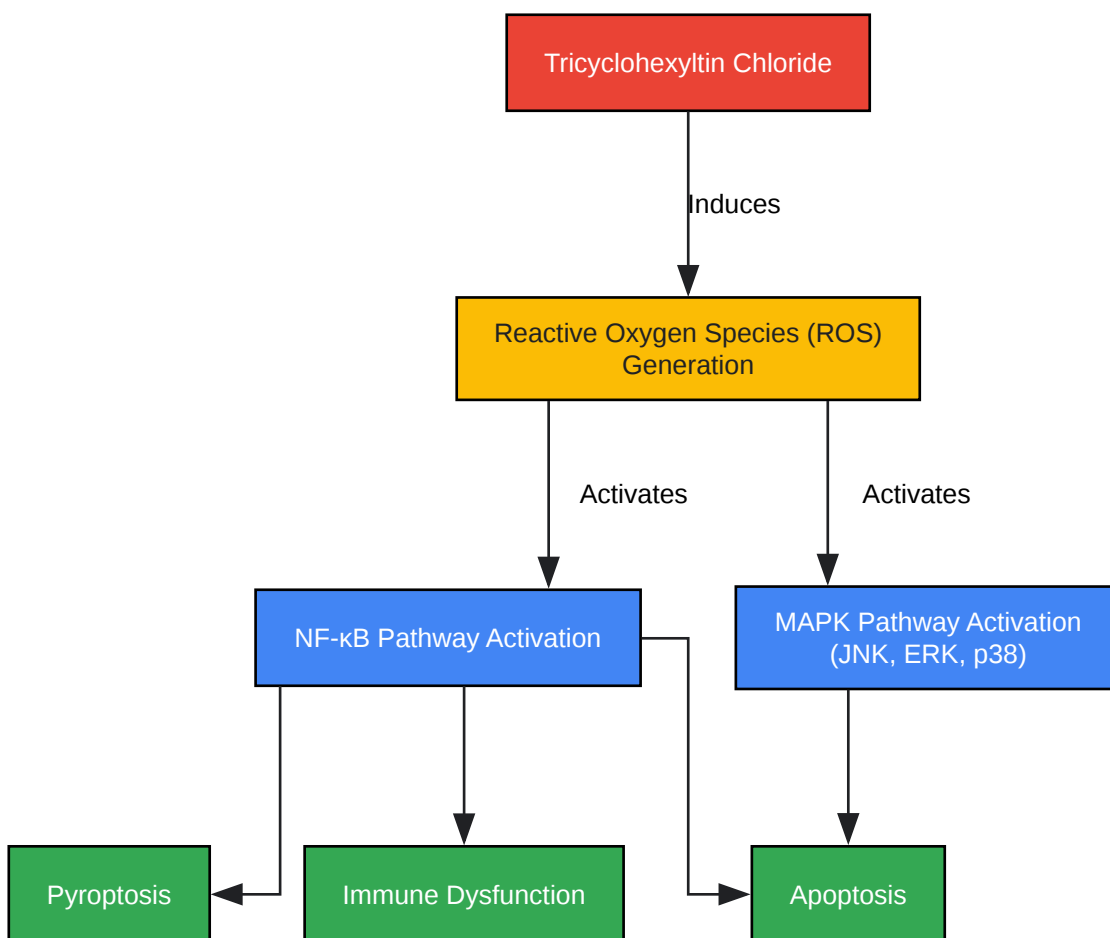 Tricyclohexyltin Chloride
Induces
Reactive Oxygen Species (ROS)
Generation
Activates
Activates
NF-κB Pathway Activation
MAPK Pathway Activation
(JNK, ERK, p38)
Pyroptosis
Immune Dysfunction
Apoptosis